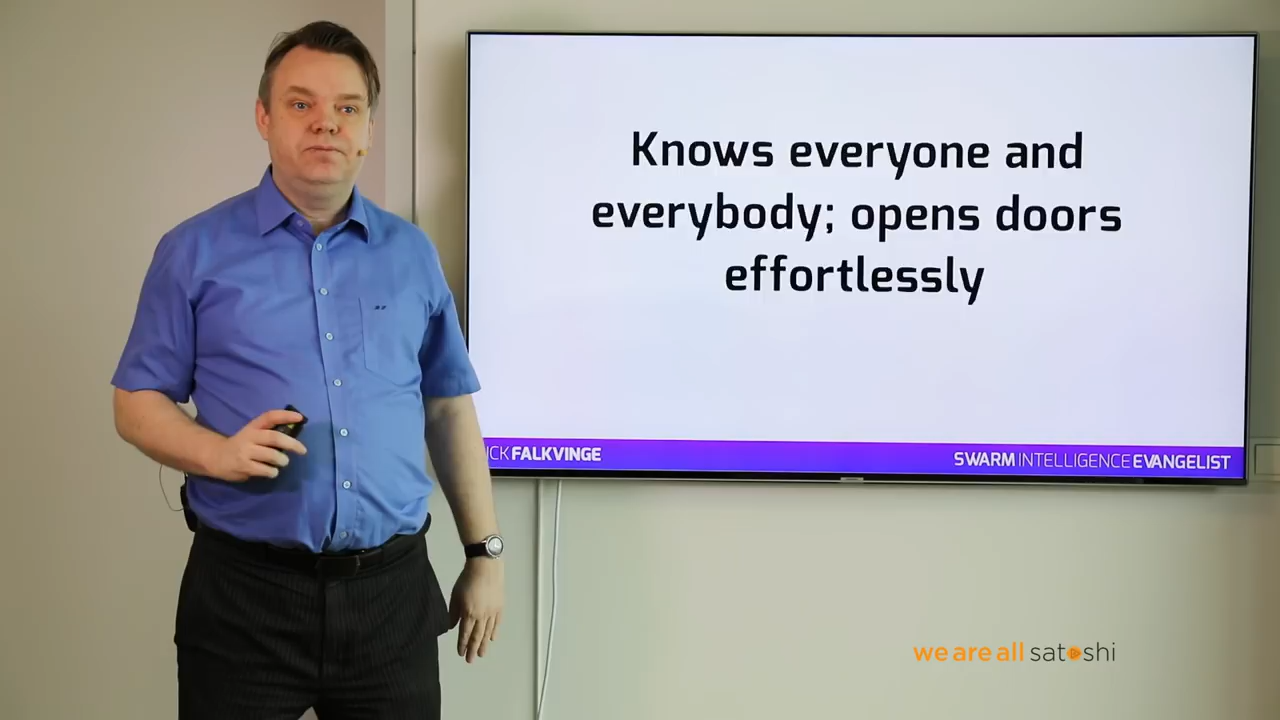 Knows everyone and
everybody; opens doors
effortlessly
ICK FALKVINGE
SWARM INTELLIGENCE EVANGELIST
we are all satoshi